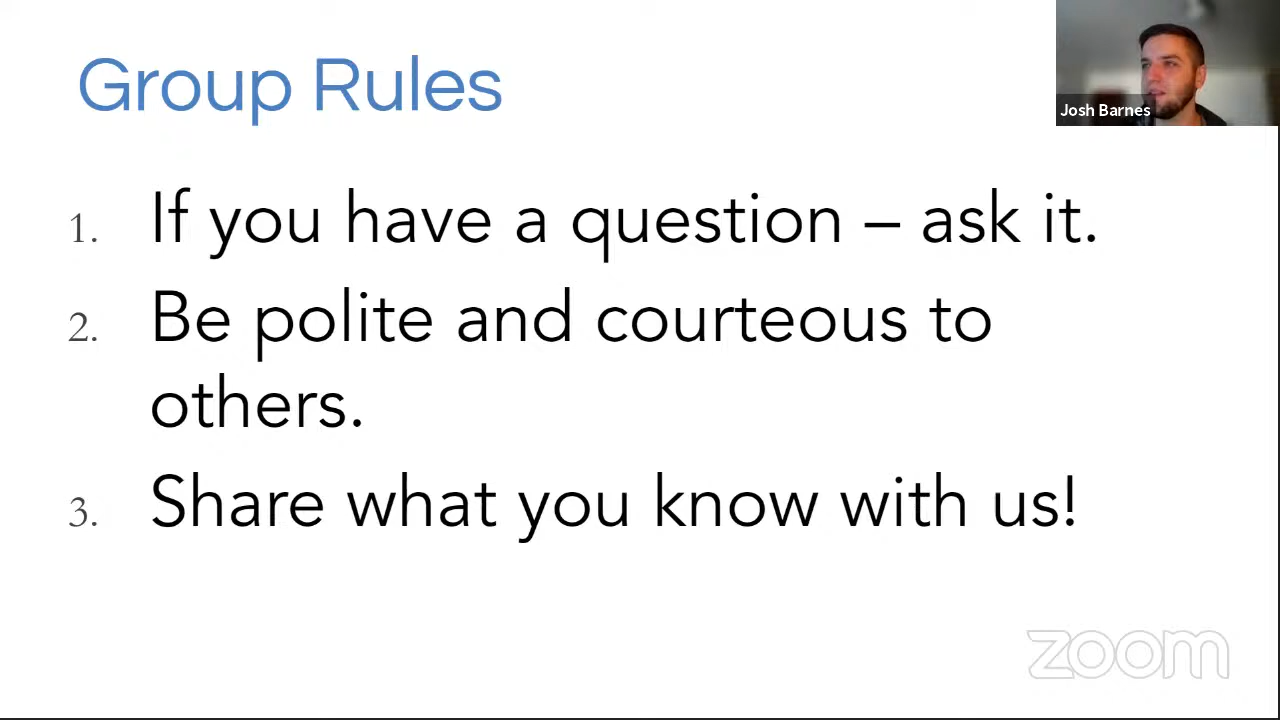 Group Rules
Josh Barnes
1. If you have a question – ask it.
2. Be polite and courteous to
others.
3. Share what you know with us!
zoom